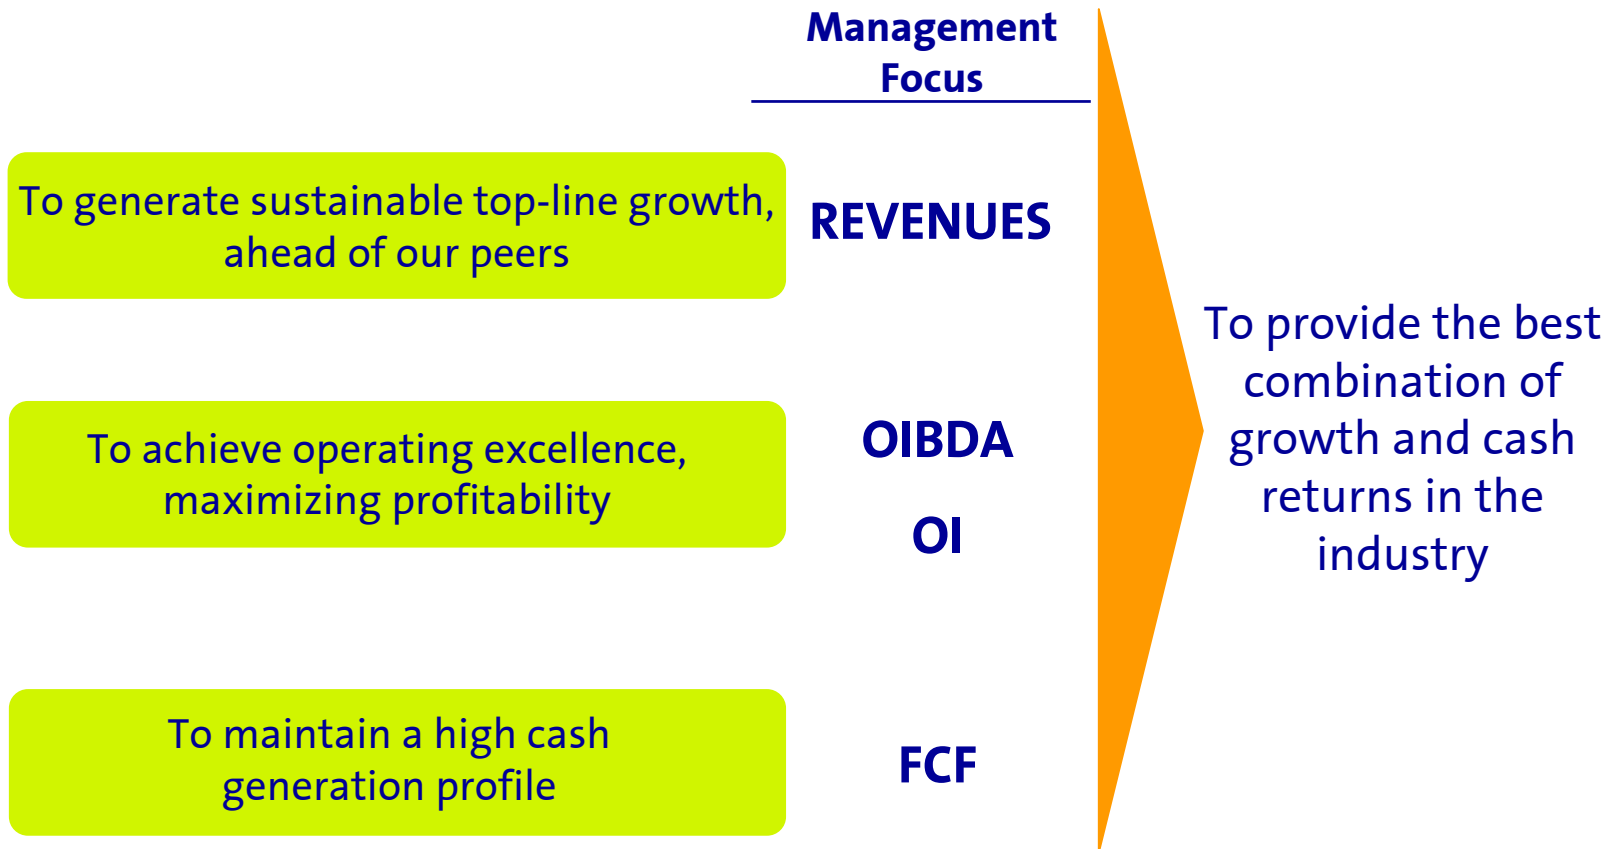 Management
Focus
To generate sustainable top-line growth,
ahead of our peers
REVENUES
To achieve operating excellence,
maximizing profitability
OIBDA
OI
To maintain a high cash
generation profile
FCF
To provide the best
combination of
growth and cash
returns in the
industry